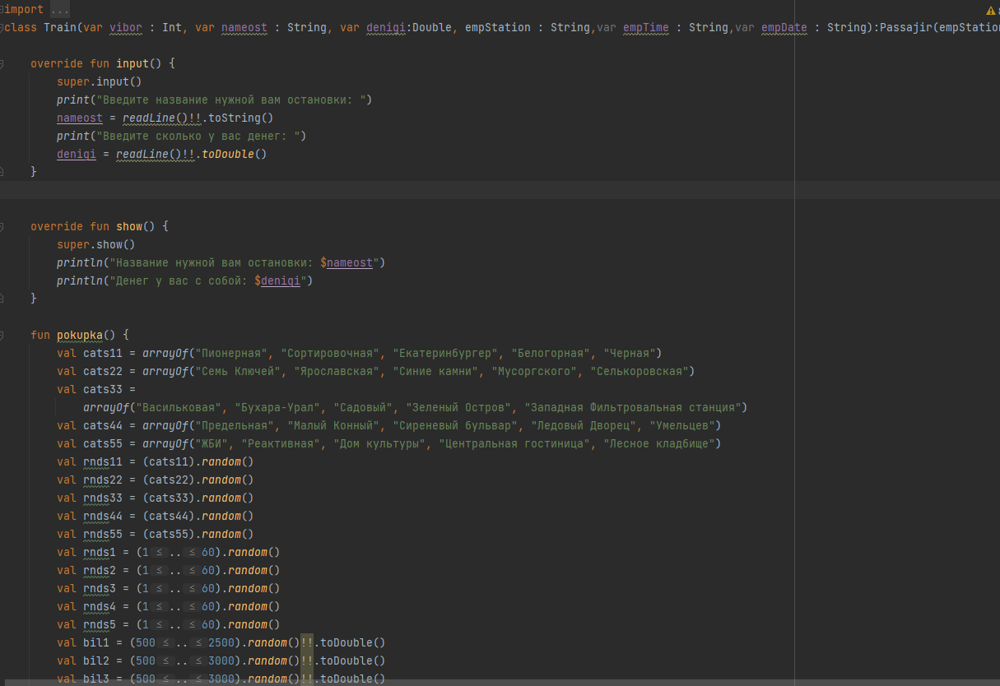 import ...
class Train(var vibor : Int, var nameost : String, var denigi:Double, empStation : String,var empTime : String,var empDate : String):Passajir(empStation
override fun input() {
super.input()
print("Введите название нужной вам остановки: ")
nameost = readLine()!!.toString()
print("Введите сколько у вас денег: ")
denigi = readLine()!!.toDouble()
}
override fun show() {
super.show()
println("Название нужной вам остановки: $nameost")
println("Денег у вас с собой: $denigi")
}
fun pokupka() {
val cats11 = arrayOf("Пионерная", "Сортировочная", "Екатеринбургер", "Белогорная", "Черная")
val cats22 = arrayOf("Семь Ключей", "Ярославская", "Синие камни", "Мусоргского", "Селькоровская")
val cats33 =
arrayOf("Васильковая", "Бухара-Урал", "Садовый", "Зеленый Остров", "Западная Фильтровальная станция")
val cats44 = arrayOf("Предельная", "Малый Конный", "Сиреневый бульвар", "Ледовый Дворец", "Умельцев")
val cats55 = arrayOf("ЖБИ", "Реактивная", "Дом культуры", "Центральная гостиница", "Лесное кладбище")
val rnds11 = (cats11).random()
val rnds22 = (cats22).random()
val rnds33 = (cats33).random()
val rnds44 = (cats44).random()
val rnds55 = (cats55).random()
val rnds1 = (1 ≤ .. ≤ 60).random()
val rnds2 = (1 ≤ .. ≤ 60).random()
val rnds3 = (1 ≤ .. ≤ 60).random()
val rnds4 = (1 ≤ .. ≤ 60).random()
val rnds5 = (1 ≤ .. ≤ 60).random()
val bil1 = (500 ≤ .. ≤ 2500).random()!!.toDouble()
val bil2 = (500 ≤ .. ≤ 3000).random()!!.toDouble()
val bil3 = (500 ≤ .. ≤ 3000).random()!!.toDouble()